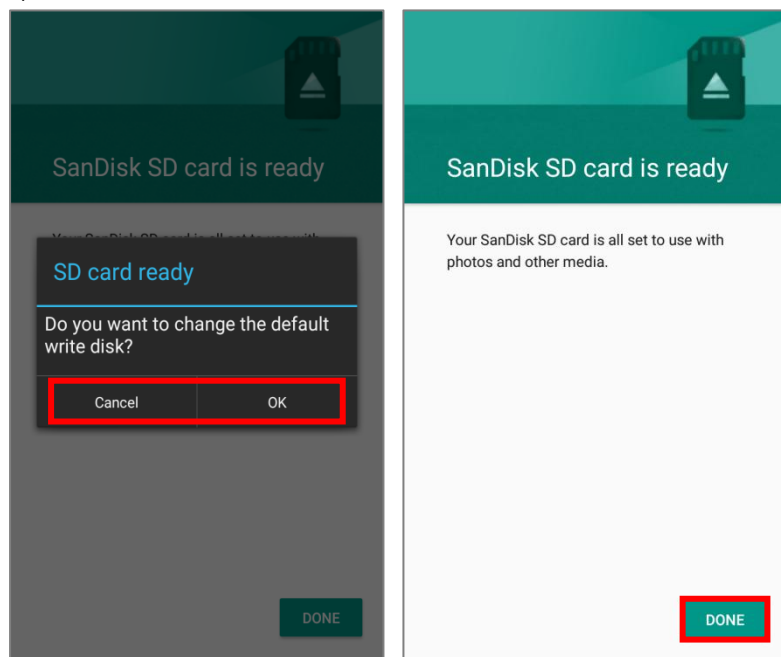 SanDisk SD card is ready
SD card ready
Do you want to change the default
write disk?
Cancel
OK
DONE
SanDisk SD card is ready
Your SanDisk SD card is all set to use with
photos and other media.
DONE